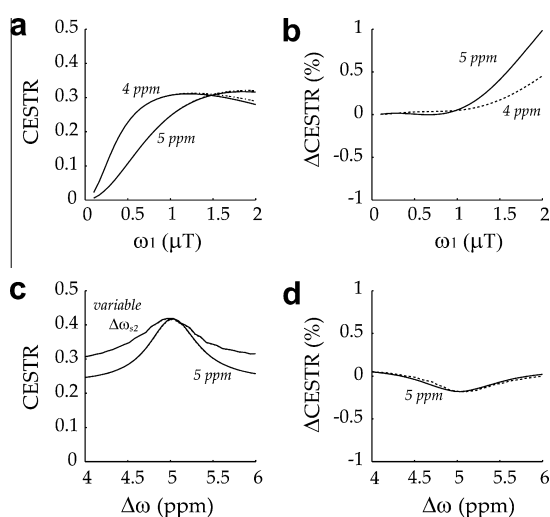 a
CESTR
0.5
0.4
0.3
0.2
0.1
0
4 ppm
5 ppm
0 0.5 1 1.5 2
ω1 (μT)
b
ΔCESTR (%)
1
0.5
0
-0.5
-1
5 ppm
4 ppm
0 0.5 1 1.5 2
ω1 (μT)
c
CESTR
0.5
0.4
0.3
0.2
0.1
0
variable
Δωs2
5 ppm
4 4.5 5 5.5 6
Δω (ppm)
d
ΔCESTR (%)
1
0.5
0
-0.5
-1
5 ppm
4 4.5 5 5.5 6
Δω (ppm)